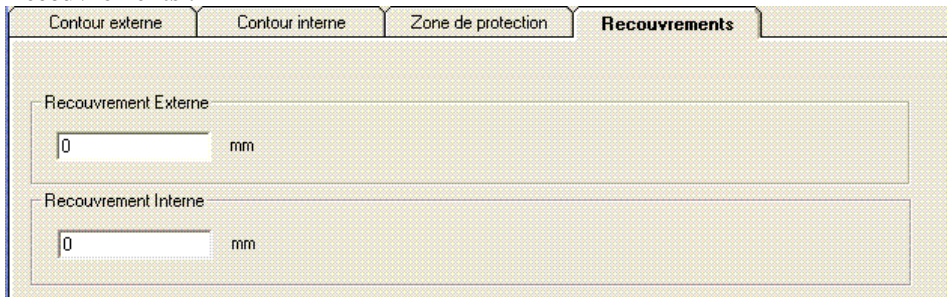 Contour externe Contour interne Zone de protection Recouvrements
Recouvrement Externe
0 mm
Recouvrement Interne
0 mm